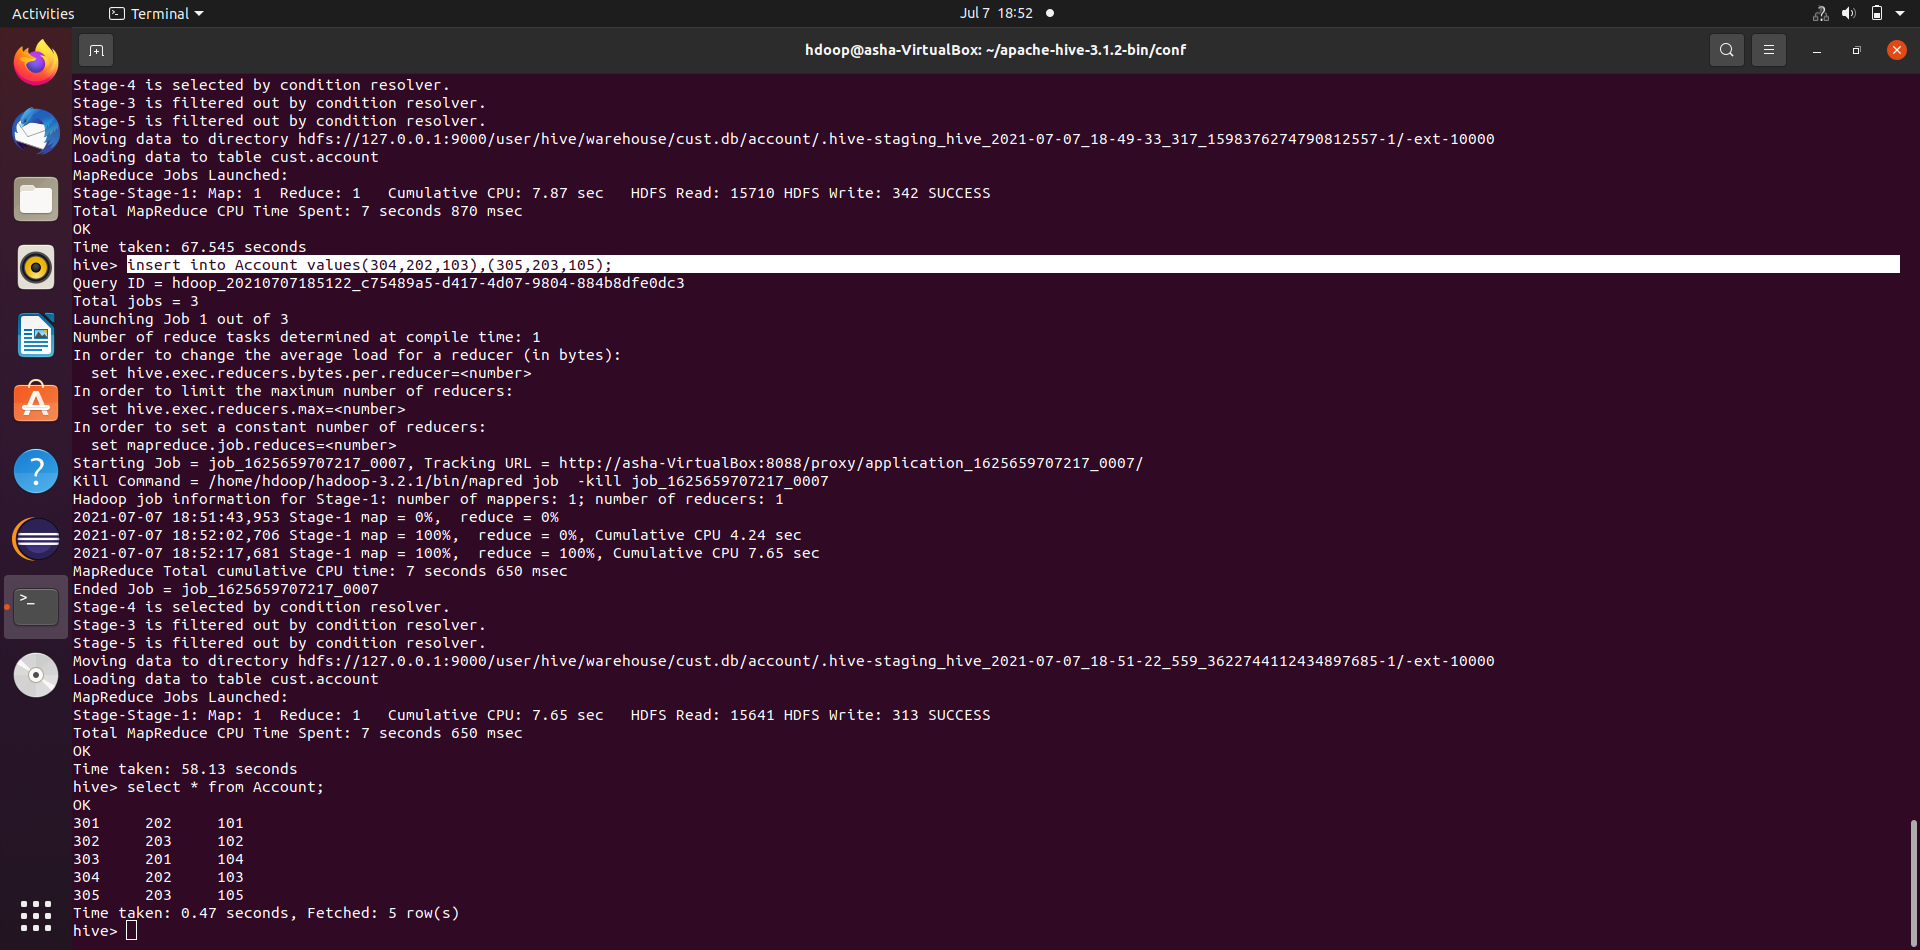 Activities Terminal Jul 7 18:52
hdoop@asha-VirtualBox: ~/apache-hive-3.1.2-bin/conf
Stage-4 is selected by condition resolver.
Stage-3 is filtered out by condition resolver.
Stage-5 is filtered out by condition resolver.
Moving data to directory hdfs://127.0.0.1:9000/user/hive/warehouse/cust.db/account/.hive-staging_hive_2021-07-07_18-49-33_317_1598376274790812557-1/-ext-10000
Loading data to table cust.account
MapReduce Jobs Launched:
Stage-Stage-1: Map: 1  Reduce: 1   Cumulative CPU: 7.87 sec   HDFS Read: 15710 HDFS Write: 342 SUCCESS
Total MapReduce CPU Time Spent: 7 seconds 870 msec
OK
Time taken: 67.545 seconds
hive> insert into Account values(304,202,103),(305,203,105);
Query ID = hdoop_20210707185122_c75489a5-d417-4d07-9804-884b8dfe0dc3
Total jobs = 3
Launching Job 1 out of 3
Number of reduce tasks determined at compile time: 1
In order to change the average load for a reducer (in bytes):
  set hive.exec.reducers.bytes.per.reducer=<number>
In order to limit the maximum number of reducers:
  set hive.exec.reducers.max=<number>
In order to set a constant number of reducers:
  set mapreduce.job.reduces=<number>
Starting Job = job_1625659707217_0007, Tracking URL = http://asha-VirtualBox:8088/proxy/application_1625659707217_0007/
Kill Command = /home/hdoop/hadoop-3.2.1/bin/mapred job  -kill job_1625659707217_0007
Hadoop job information for Stage-1: number of mappers: 1; number of reducers: 1
2021-07-07 18:51:43,953 Stage-1 map = 0%,  reduce = 0%
2021-07-07 18:52:02,706 Stage-1 map = 100%,  reduce = 0%, Cumulative CPU 4.24 sec
2021-07-07 18:52:17,681 Stage-1 map = 100%,  reduce = 100%, Cumulative CPU 7.65 sec
MapReduce Total cumulative CPU time: 7 seconds 650 msec
Ended Job = job_1625659707217_0007
Stage-4 is selected by condition resolver.
Stage-3 is filtered out by condition resolver.
Stage-5 is filtered out by condition resolver.
Moving data to directory hdfs://127.0.0.1:9000/user/hive/warehouse/cust.db/account/.hive-staging_hive_2021-07-07_18-51-22_559_3622744112434897685-1/-ext-10000
Loading data to table cust.account
MapReduce Jobs Launched:
Stage-Stage-1: Map: 1  Reduce: 1   Cumulative CPU: 7.65 sec   HDFS Read: 15641 HDFS Write: 313 SUCCESS
Total MapReduce CPU Time Spent: 7 seconds 650 msec
OK
Time taken: 58.13 seconds
hive> select * from Account;
OK
301     202     101
302     203     102
303     201     104
304     202     103
305     203     105
Time taken: 0.47 seconds, Fetched: 5 row(s)
hive>